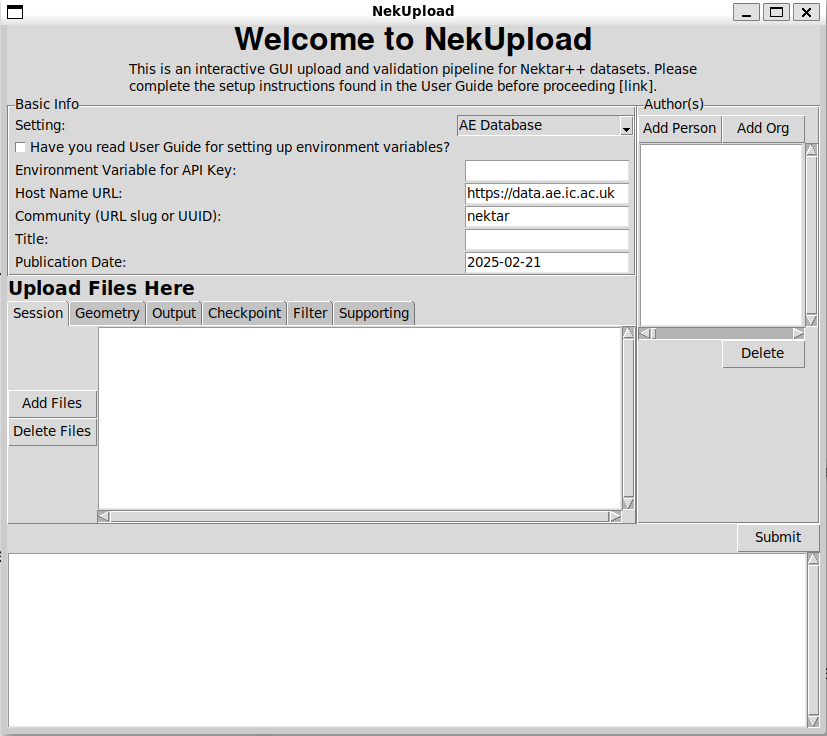 NekUpload
Welcome to NekUpload
This is an interactive GUI upload and validation pipeline for Nektar++ datasets. Please
complete the setup instructions found in the User Guide before proceeding [link].
Basic Info
Setting:
AE Database
Have you read User Guide for setting up environment variables?
Environment Variable for API Key:
Host Name URL:
https://data.ae.ic.ac.uk
Community (URL slug or UUID):
nektar
Title:
Publication Date:
2025-02-21
Author(s)
Add Person
Add Org
Delete
Upload Files Here
Session
Geometry
Output
Checkpoint
Filter
Supporting
Add Files
Delete Files
Submit